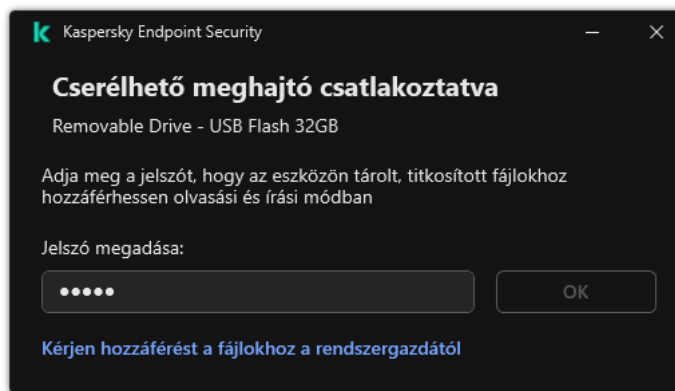 Kaspersky Endpoint Security
Cserélhető meghajtó csatlakoztatva
Removable Drive - USB Flash 32GB
Adja meg a jelszót, hogy az eszközön tárolt, titkosított fájlokhoz
hozzáférhessen olvasási és írási módban
Jelszó megadása:
•••••
OK
Kérjen hozzáférést a fájlokhoz a rendszergazdától